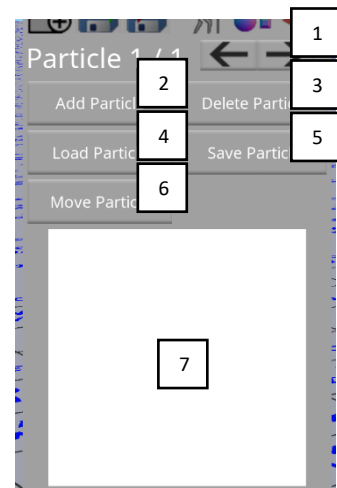 1
Particle 1 / 1
2
3
Add Particl
Delete Partic
4
5
Load Partic
Save Partic
6
Move Partic
7